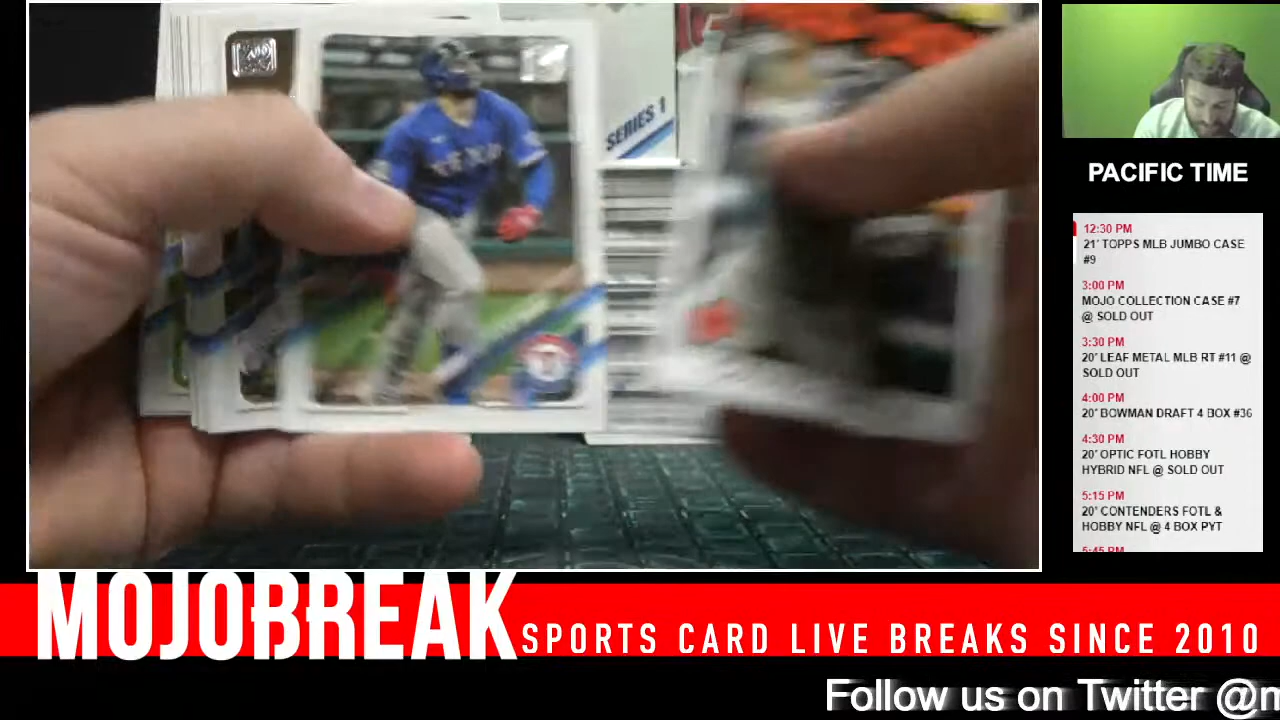 SERIES 1
PACIFIC TIME
12:30 PM
21' TOPPS MLB JUMBO CASE
#9
3:00 PM
MOJO COLLECTION CASE #7
@ SOLD OUT
3:30 PM
20' LEAF METAL MLB RT #11 @
SOLD OUT
4:00 PM
20' BOWMAN DRAFT 4 BOX #36
4:30 PM
20' OPTIC FOTL HOBBY
HYBRID NFL @ SOLD OUT
5:15 PM
20' CONTENDERS FOTL &
HOBBY NFL @ 4 BOX PYT
5:45 PM
MOJOBREAK
SPORTS CARD LIVE BREAKS SINCE 2010
Follow us on Twitter @